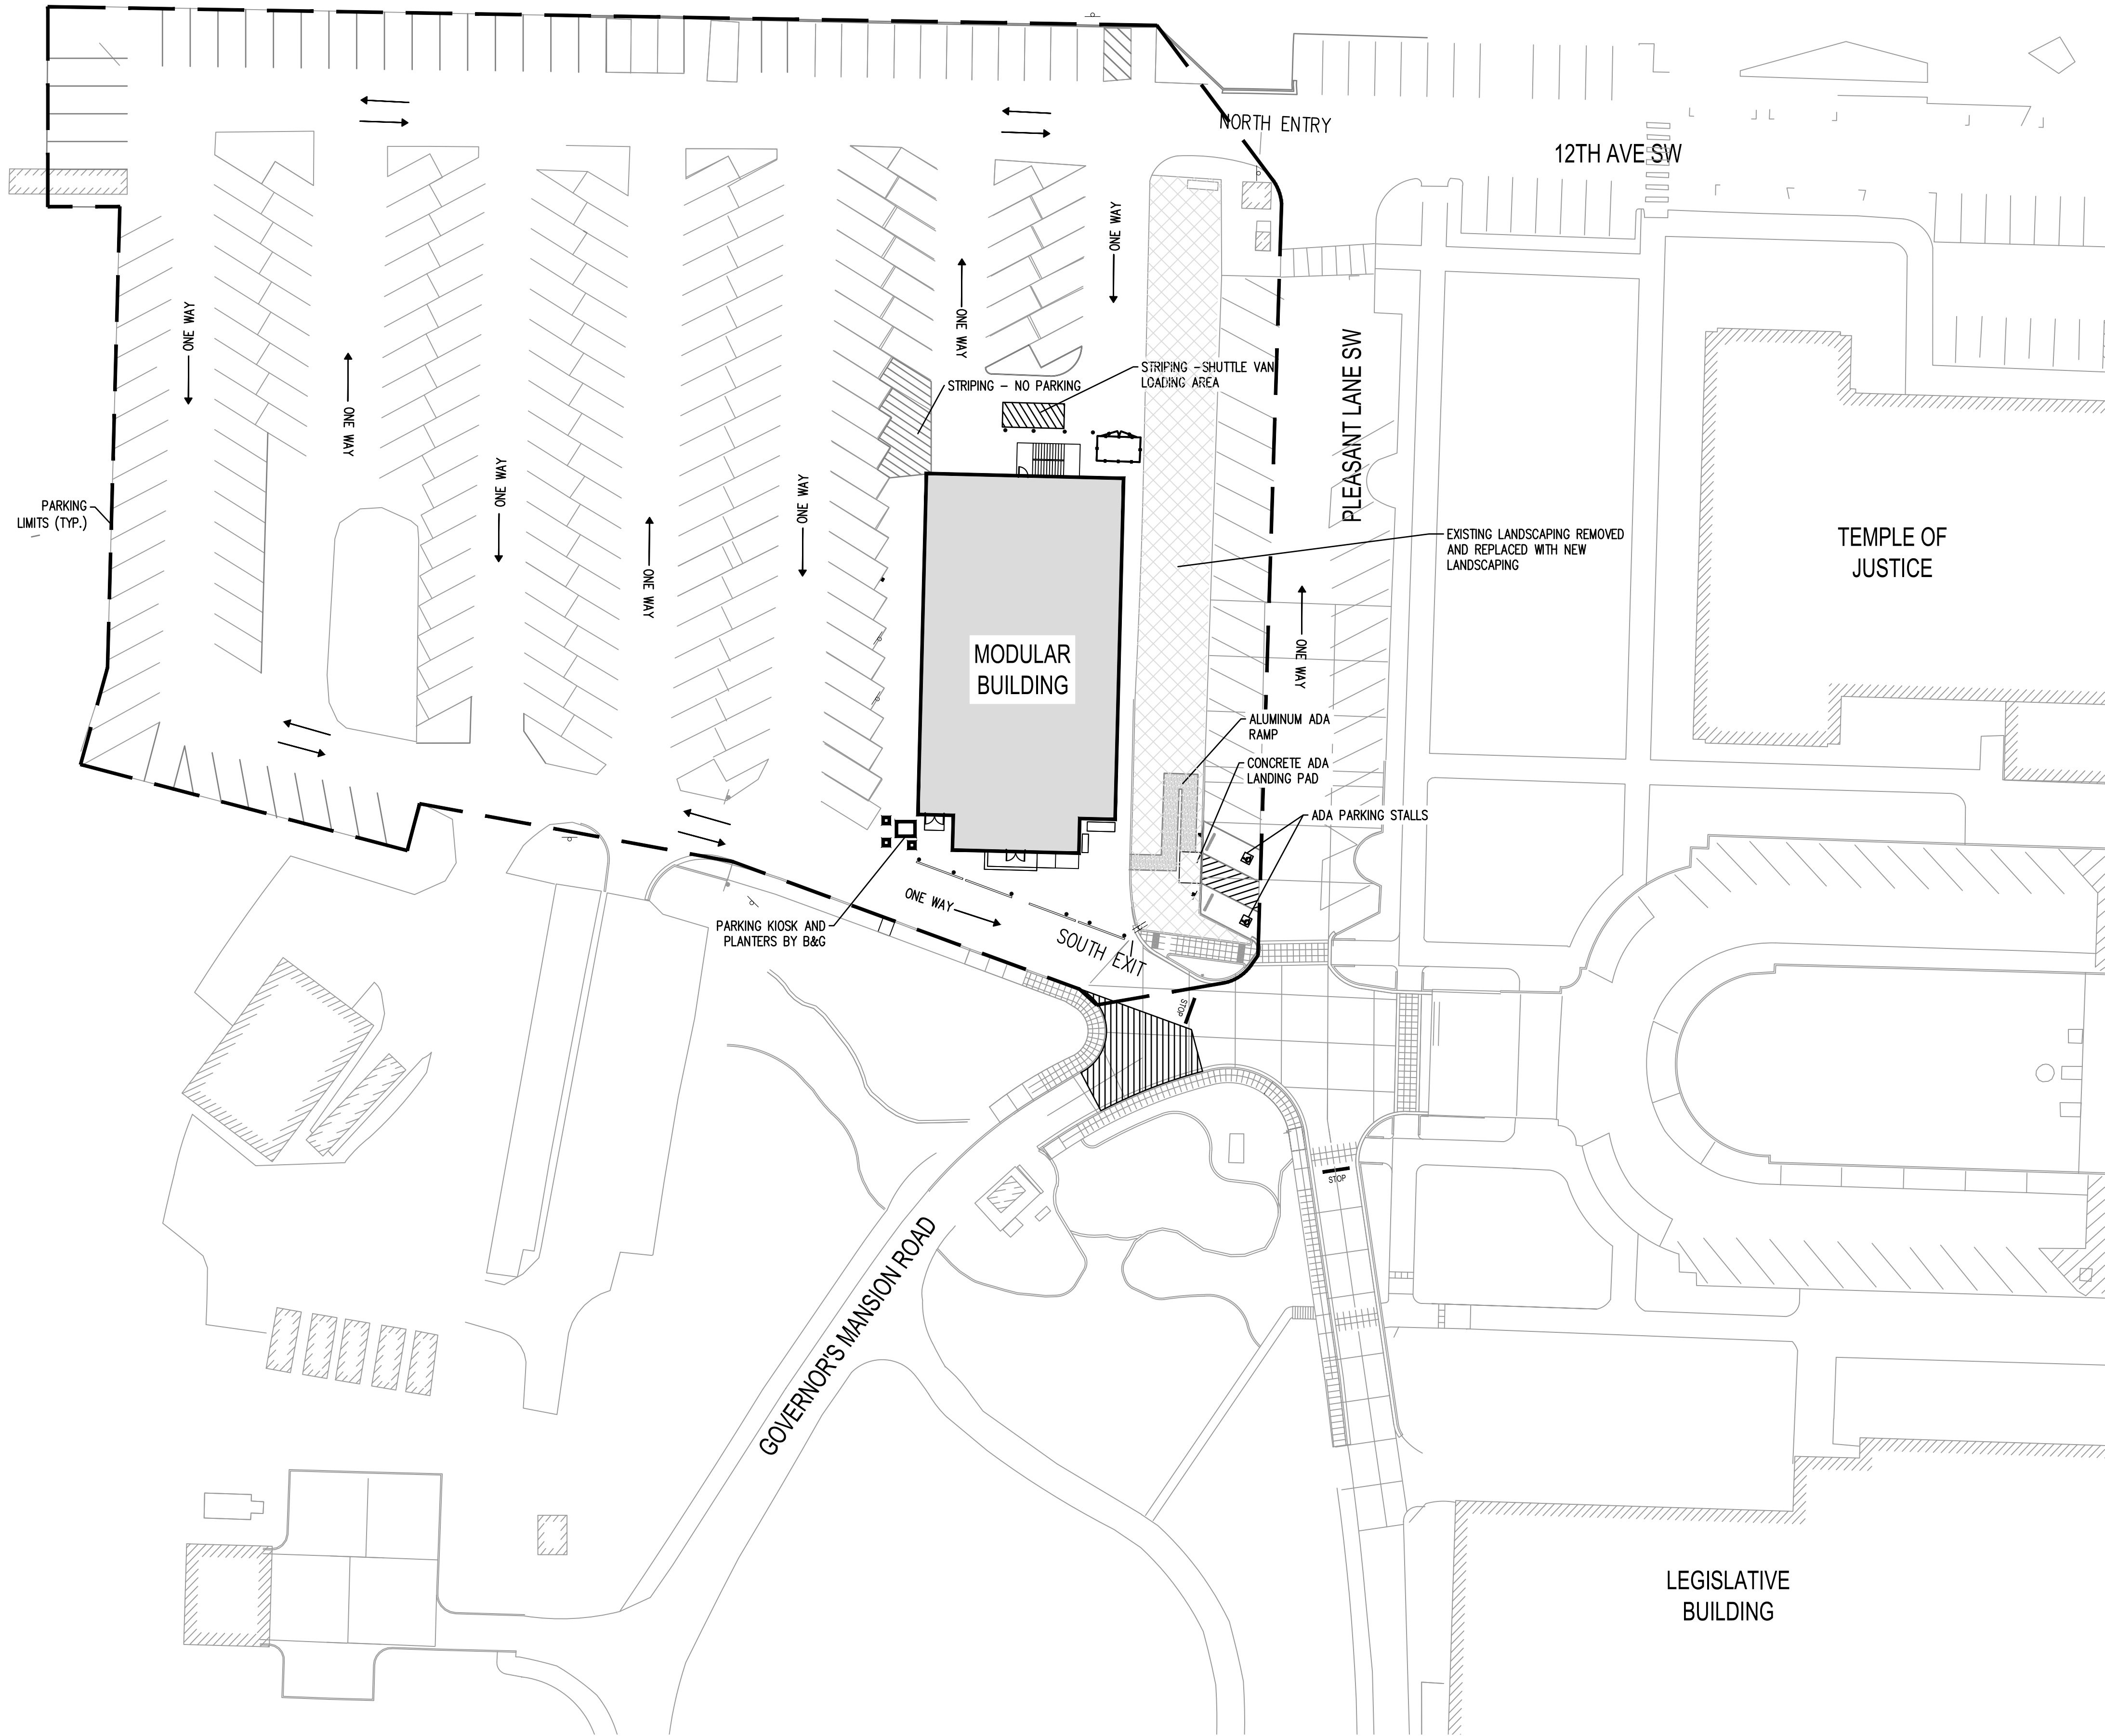 NORTH ENTRY
12TH AVE SW
ONE WAY
ONE WAY
ONE WAY
ONE WAY
PLEASANT LANE SW
STRIPING - SHUTTLE VAN
LOADING AREA
STRIPING – NO PARKING
ONE WAY
ONE WAY
ONE WAY
PARKING
LIMITS (TYP.)
EXISTING LANDSCAPING REMOVED
AND REPLACED WITH NEW
LANDSCAPING
TEMPLE OF
JUSTICE
ONE WAY
MODULAR
BUILDING
ONE WAY
ALUMINUM ADA
RAMP
CONCRETE ADA
LANDING PAD
ADA PARKING STALLS
ONE WAY
PARKING KIOSK AND
PLANTERS BY B&G
SOUTH EXIT
STOP
STOP
GOVERNOR'S MANSION ROAD
LEGISLATIVE
BUILDING